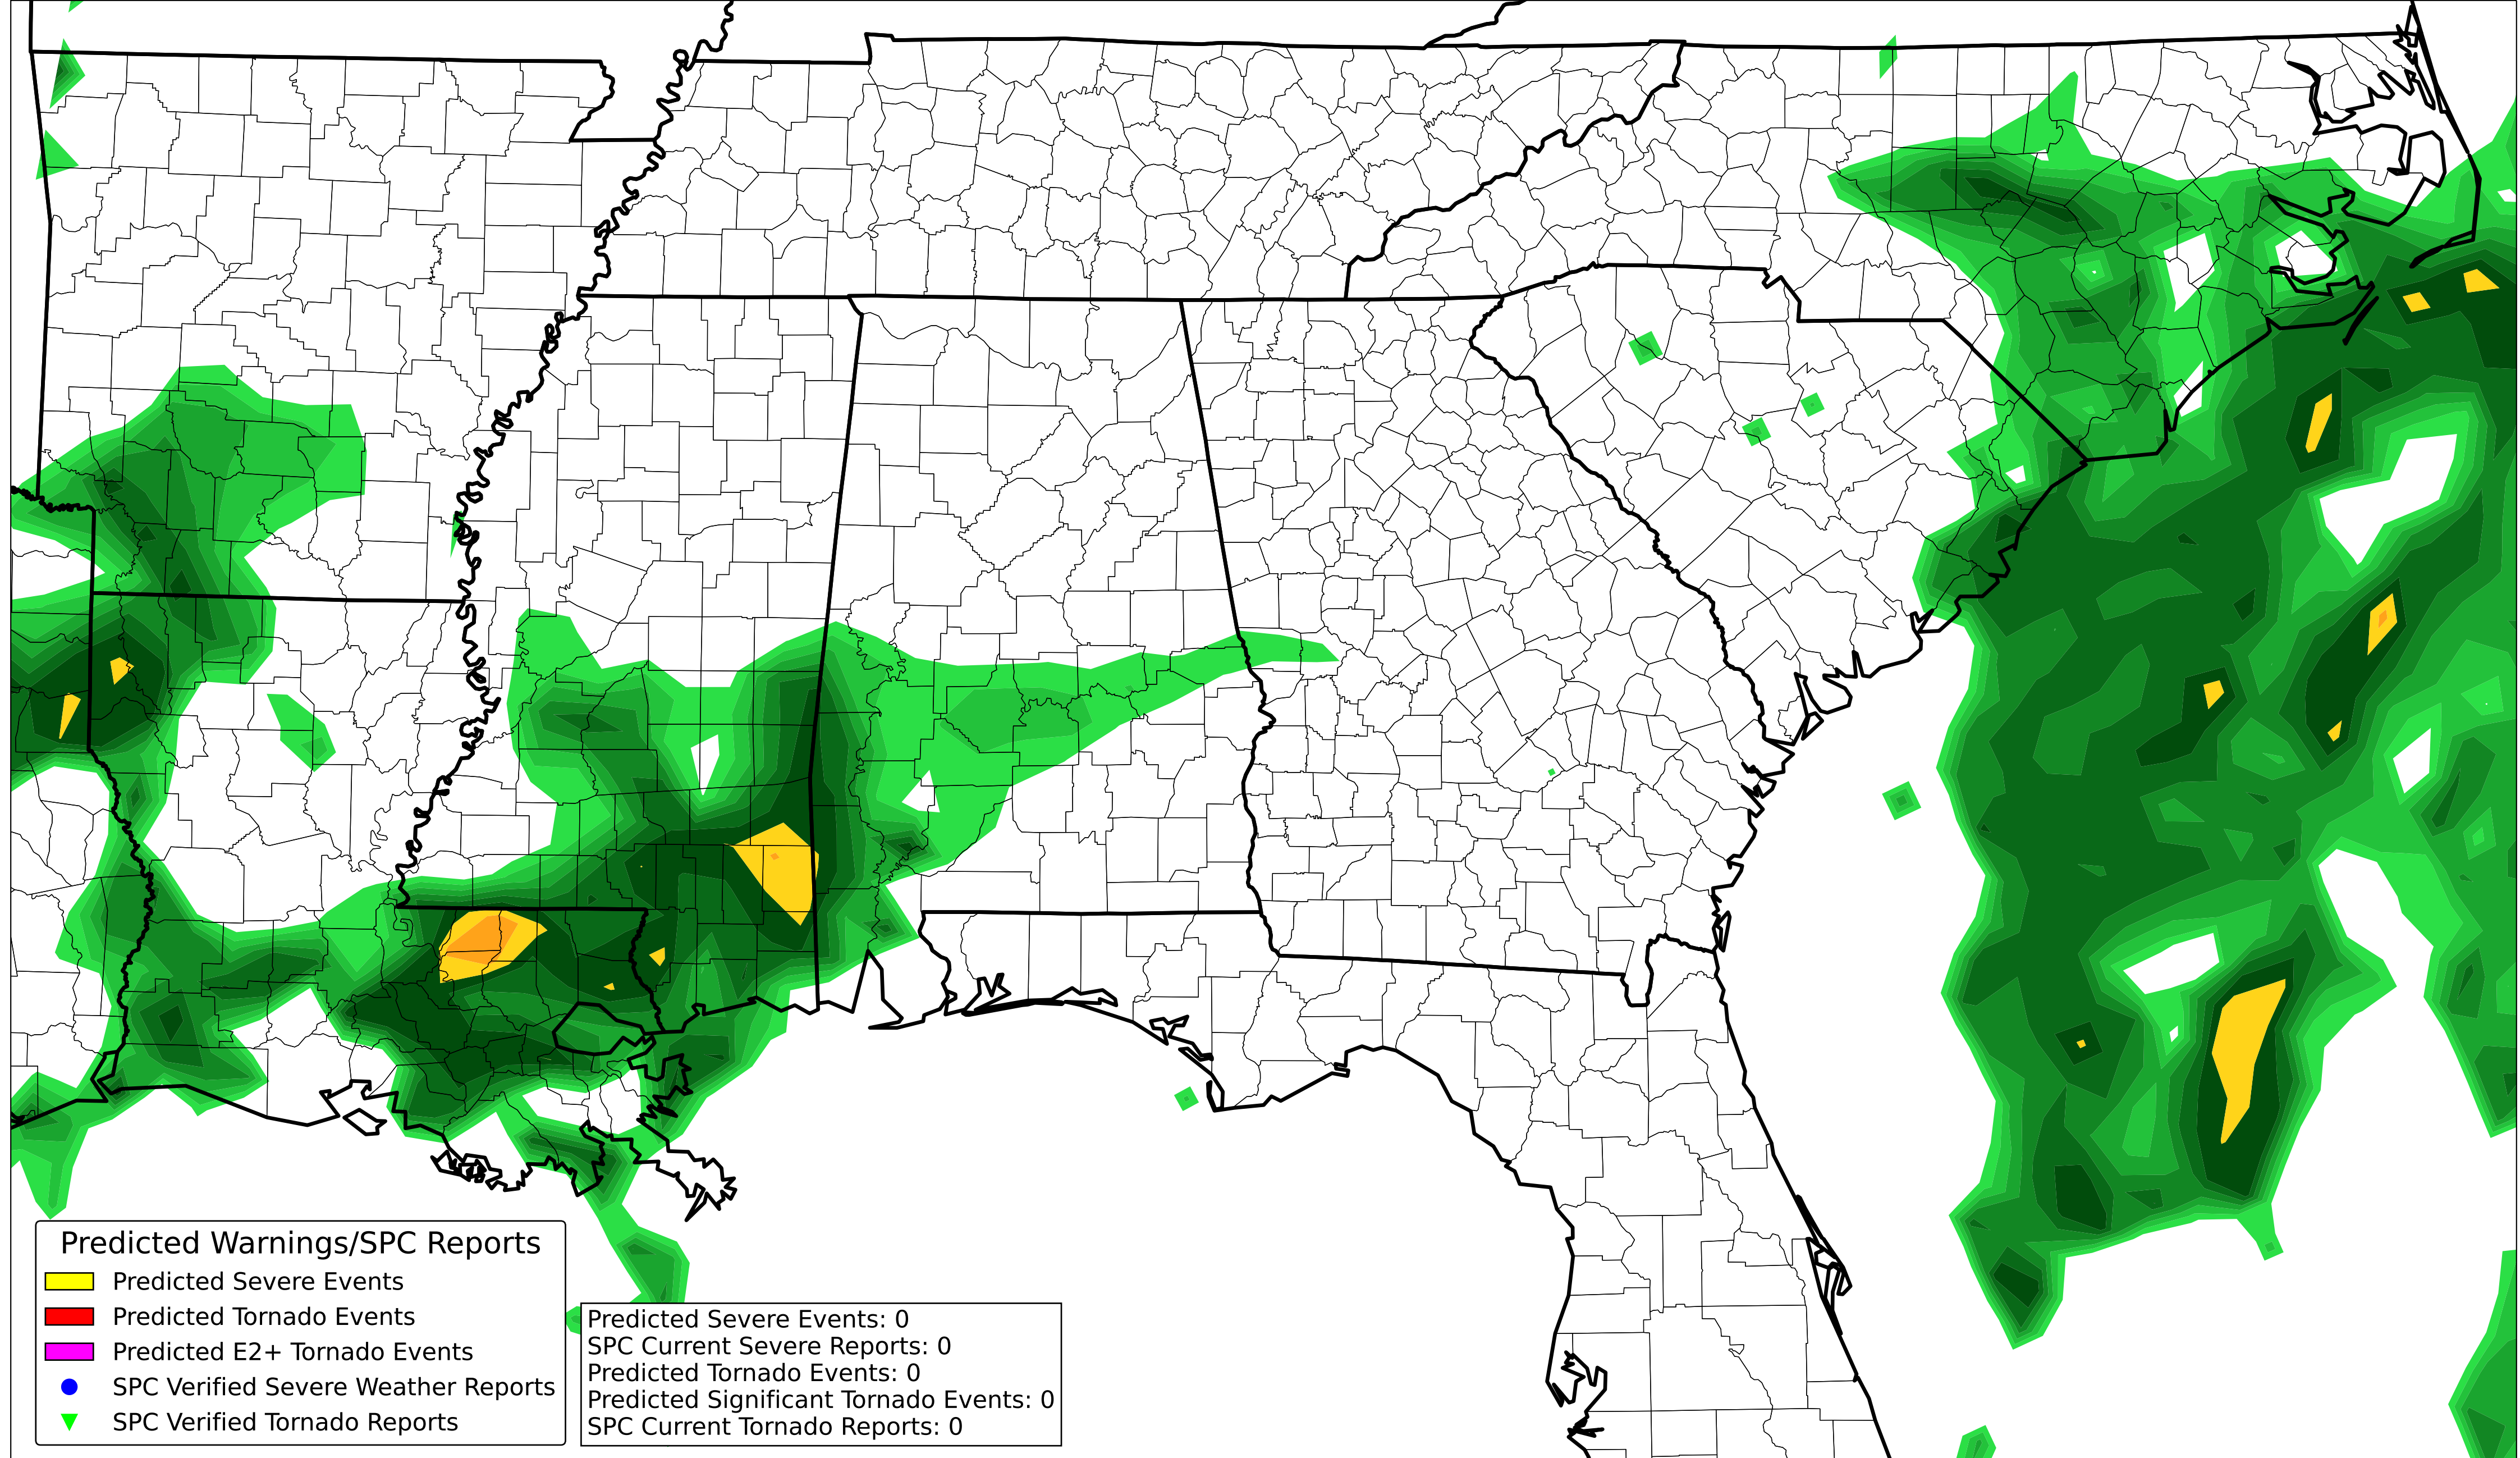 Predicted Warnings/SPC Reports
Predicted Severe Events
Predicted Tornado Events
Predicted E2+ Tornado Events
SPC Verified Severe Weather Reports
SPC Verified Tornado Reports
Predicted Severe Events: 0
SPC Current Severe Reports: 0
Predicted Tornado Events: 0
Predicted Significant Tornado Events: 0
SPC Current Tornado Reports: 0